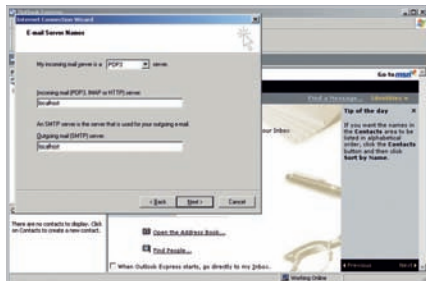 Internet Connection Wizard
E-mail Server Names
My incoming mail server is a POP3 server.
Incoming mail (POP3, IMAP or HTTP) server:
localhost
An SMTP server is the server that is used for your outgoing e-mail.
Outgoing mail (SMTP) server:
localhost
< Back
Next >
Cancel
Go to msn
Find a Message...
Identities
Tip of the day
If you want the names in
the Contacts area to be
listed in alphabetical
order, click the Contacts
button and then click
Sort by Name.
Previous
Next
our Inbox
There are no contacts to display. Click
on Contacts to create a new contact.
Open the Address Book...
Find People...
When Outlook Express starts, go directly to my Inbox.
Working Online